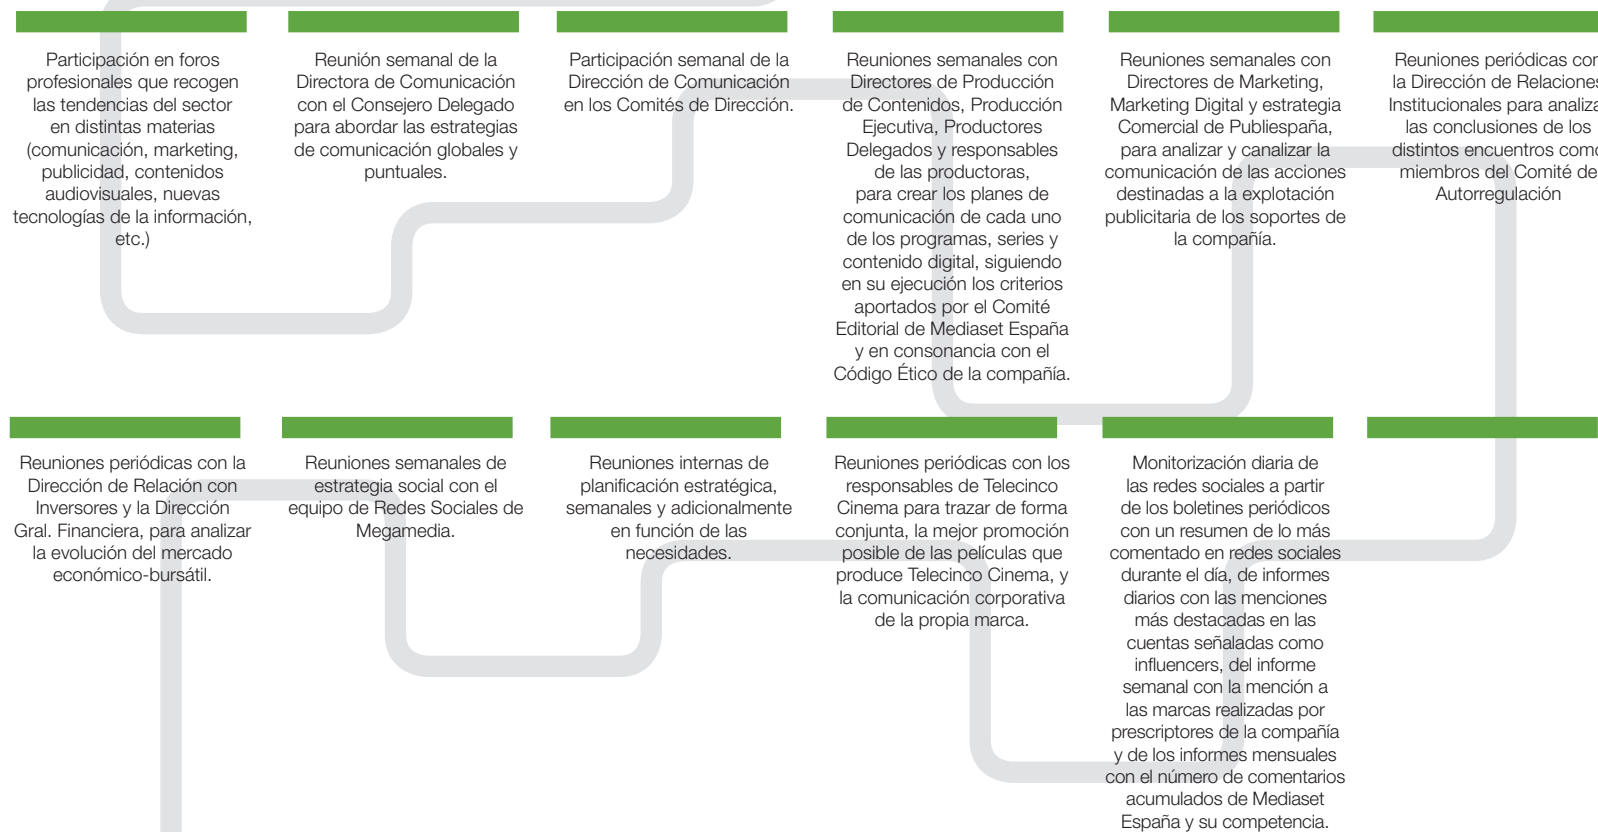 Participación en foros
profesionales que recogen
las tendencias del sector
en distintas materias
(comunicación, marketing,
publicidad, contenidos
audiovisuales, nuevas
tecnologías de la información,
etc.)
Reunión semanal de la
Directora de Comunicación
con el Consejero Delegado
para abordar las estrategias
de comunicación globales y
puntuales.
Participación semanal de la
Dirección de Comunicación
en los Comités de Dirección.
Reuniones semanales con
Directores de Producción
de Contenidos, Producción
Ejecutiva, Productores
Delegados y responsables
de las productoras,
para crear los planes de
comunicación de cada uno
de los programas, series y
contenido digital, siguiendo
en su ejecución los criterios
aportados por el Comité
Editorial de Mediaset España
y en consonancia con el
Código Ético de la compañía.
Reuniones semanales con
Directores de Marketing,
Marketing Digital y estrategia
Comercial de Publiespaña,
para analizar y canalizar la
comunicación de las acciones
destinadas a la explotación
publicitaria de los soportes de
la compañía.
Reuniones periódicas con
la Dirección de Relaciones
Institucionales para analiza
las conclusiones de los
distintos encuentros como
miembros del Comité de
Autorregulación
Reuniones periódicas con la
Dirección de Relación con
Inversores y la Dirección
Gral. Financiera, para analizar
la evolución del mercado
económico-bursátil.
Reuniones semanales de
estrategia social con el
equipo de Redes Sociales de
Megamedia.
Reuniones internas de
planificación estratégica,
semanales y adicionalmente
en función de las
necesidades.
Reuniones periódicas con los
responsables de Telecinco
Cinema para trazar de forma
conjunta, la mejor promoción
posible de las películas que
produce Telecinco Cinema, y
la comunicación corporativa
de la propia marca.
Monitorización diaria de
las redes sociales a partir
de los boletines periódicos
con un resumen de lo más
comentado en redes sociales
durante el día, de informes
diarios con las menciones
más destacadas en las
cuentas señaladas como
influencers, del informe
semanal con la mención a
las marcas realizadas por
prescriptores de la compañía
y de los informes mensuales
con el número de comentarios
acumulados de Mediaset
España y su competencia.